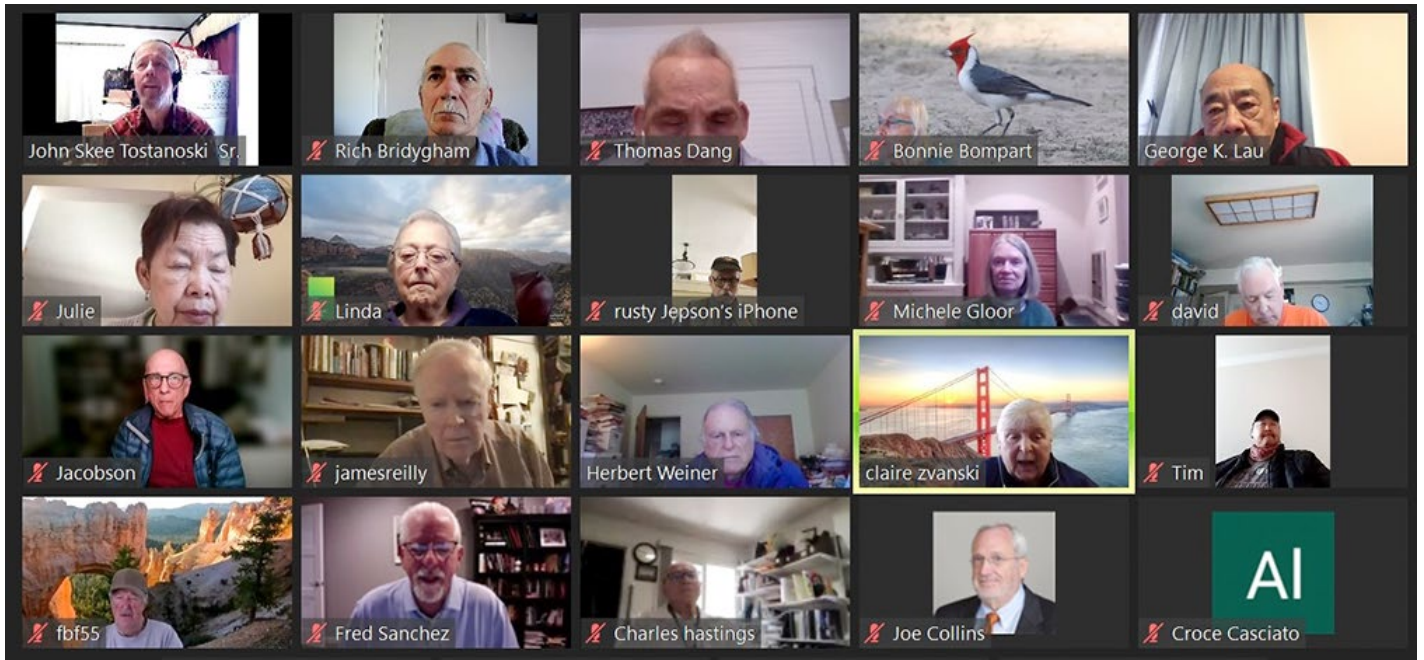 John Skee Tostanoski Sr.
Rich Bridygham
Thomas Dang
Bonnie Bompart
George K. Lau
Julie
Linda
rusty Jepson's iPhone
Michele Gloor
david
Jacobson
jamesreilly
Herbert Weiner
claire zvanski
Tim
fbf55
Fred Sanchez
Charles hastings
Joe Collins
Al
Croce Casciato